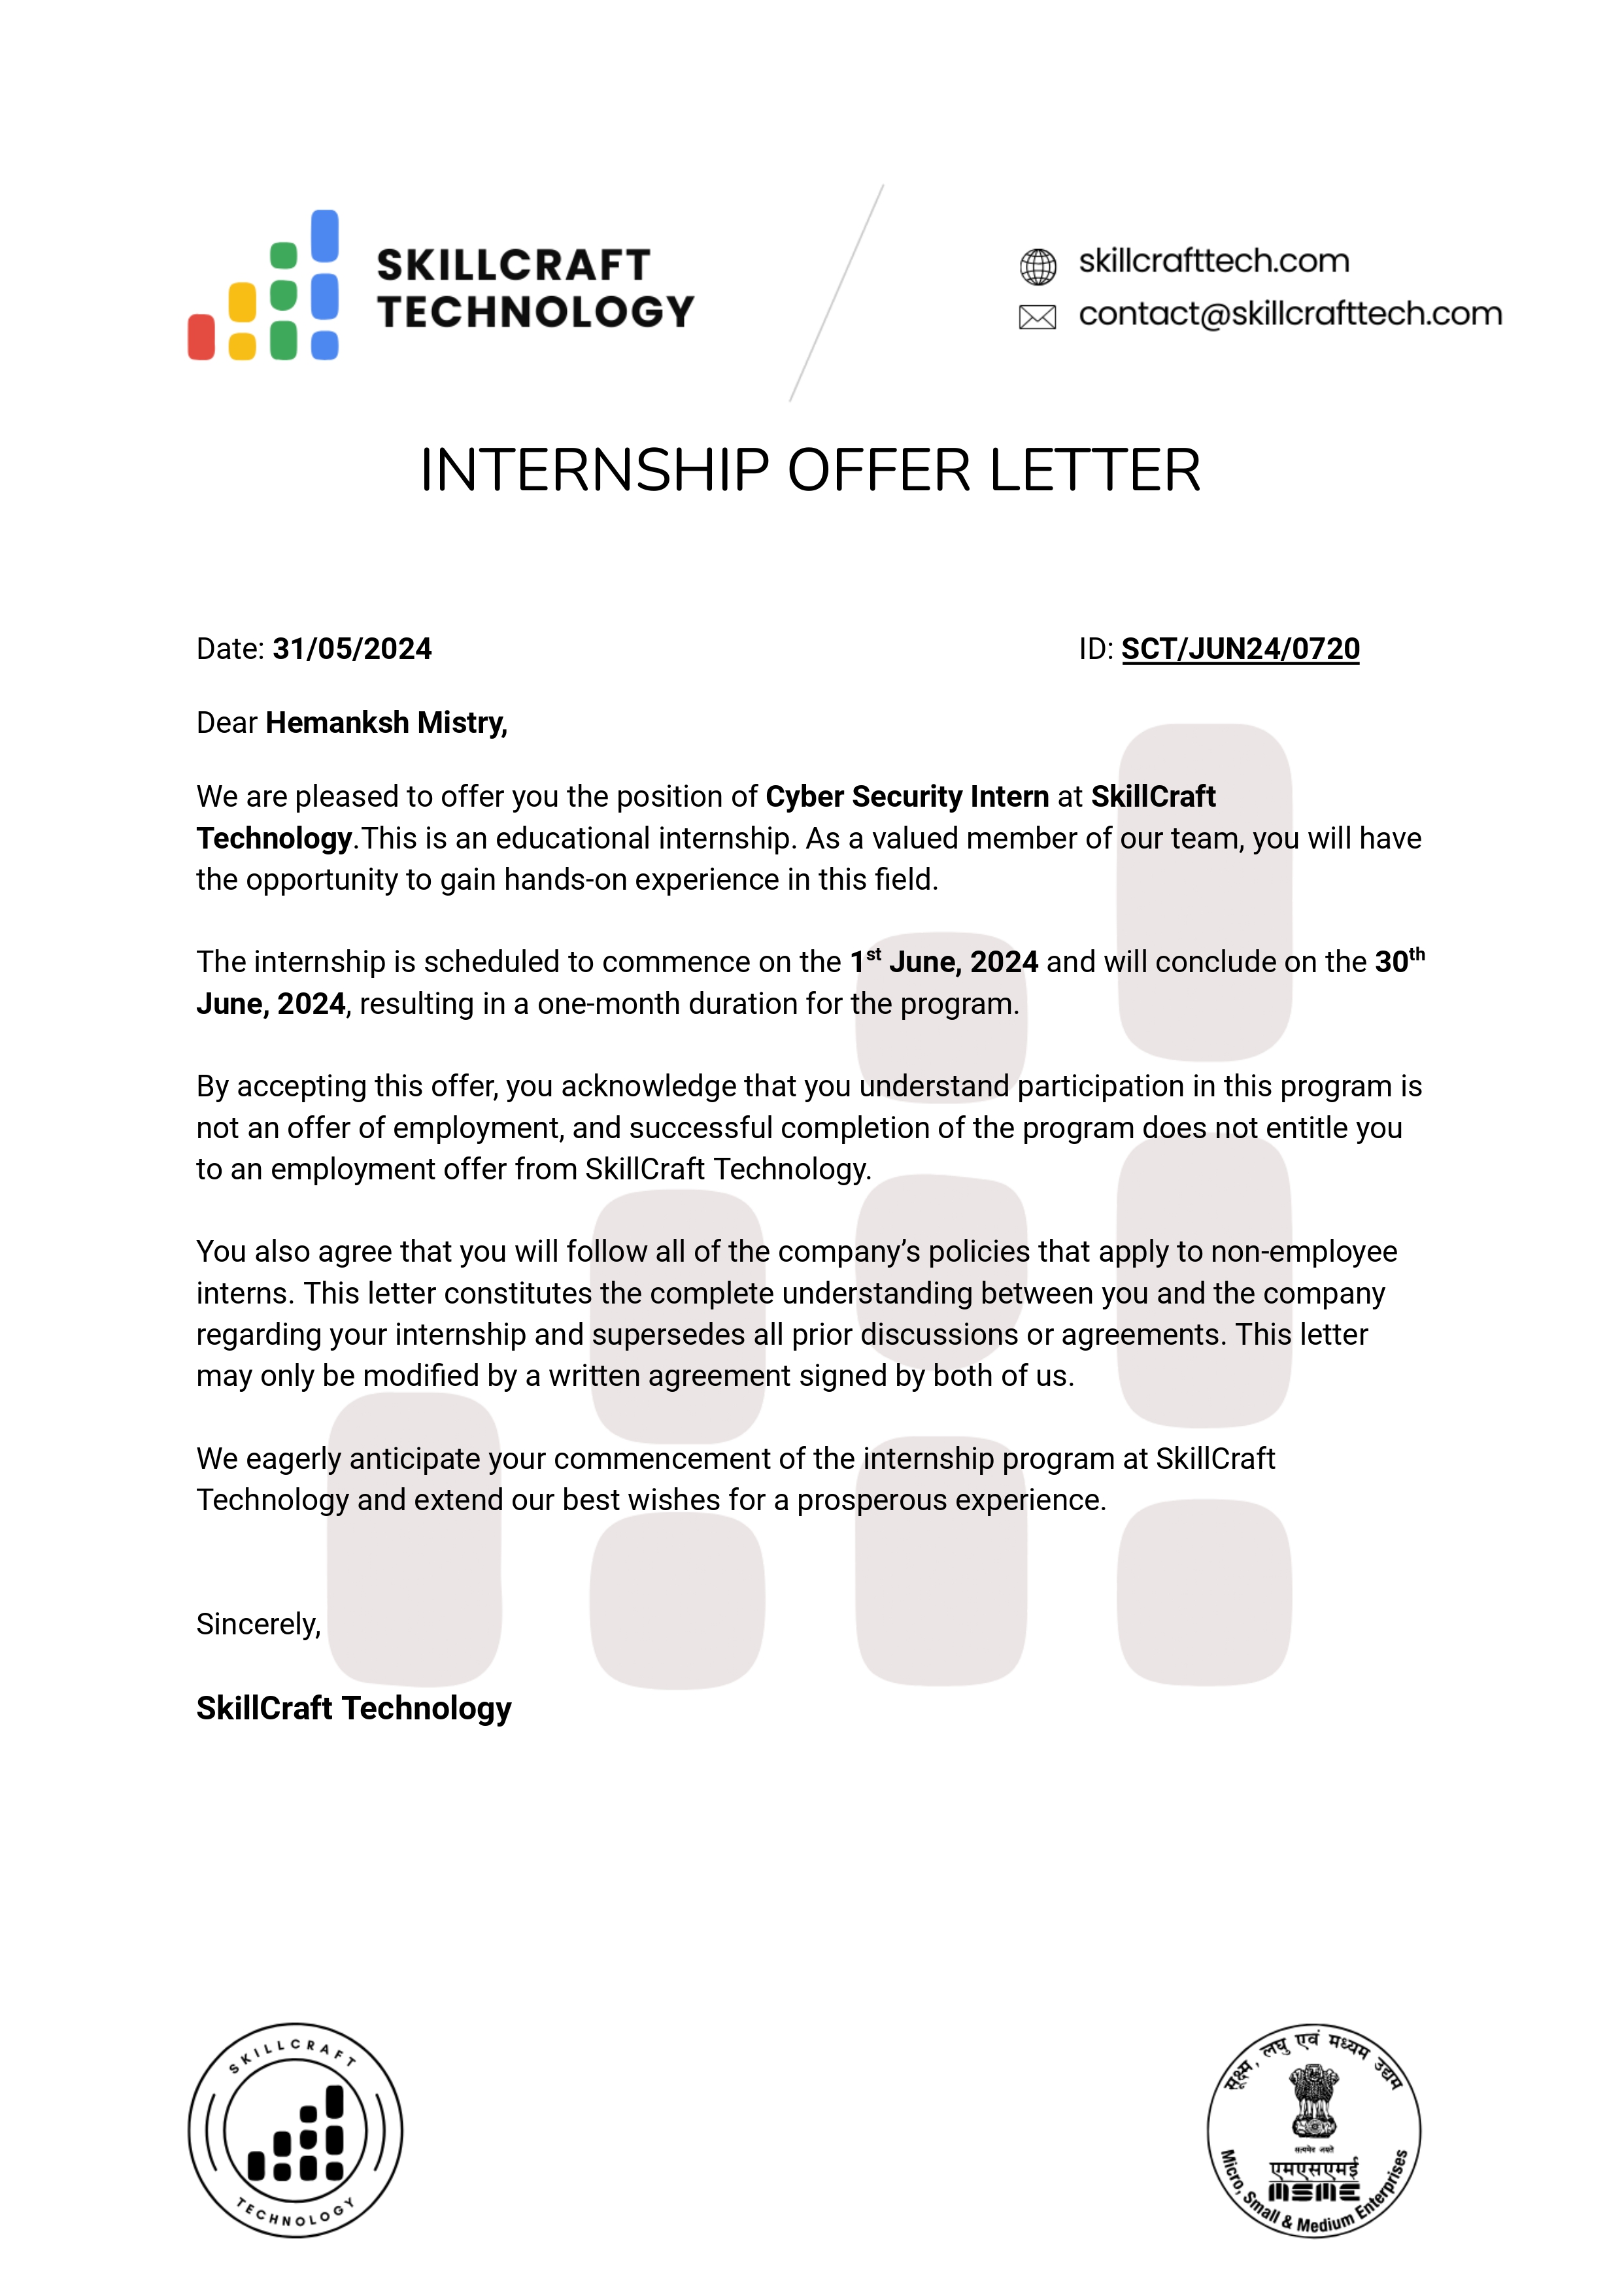 SKILLCRAFT
TECHNOLOGY
skillcrafttech.com
contact@skillcrafttech.com
INTERNSHIP OFFER LETTER
Date: 31/05/2024 ID: SCT/JUN24/0720
Dear Hemanksh Mistry,
We are pleased to offer you the position of Cyber Security Intern at SkillCraft
Technology.This is an educational internship. As a valued member of our team, you will have
the opportunity to gain hands-on experience in this field.
The internship is scheduled to commence on the 1st June, 2024 and will conclude on the 30th
June, 2024, resulting in a one-month duration for the program.
By accepting this offer, you acknowledge that you understand participation in this program is
not an offer of employment, and successful completion of the program does not entitle you
to an employment offer from SkillCraft Technology.
You also agree that you will follow all of the company’s policies that apply to non-employee
interns. This letter constitutes the complete understanding between you and the company
regarding your internship and supersedes all prior discussions or agreements. This letter
may only be modified by a written agreement signed by both of us.
We eagerly anticipate your commencement of the internship program at SkillCraft
Technology and extend our best wishes for a prosperous experience.
Sincerely,
SkillCraft Technology
SKILLCRAFT
TECHNOLOGY
सूक्ष्म, लघु एवं मध्यम उद्यम
सत्यमेव जयते
एमएसएमई
MSME
Micro, Small & Medium Enterprises